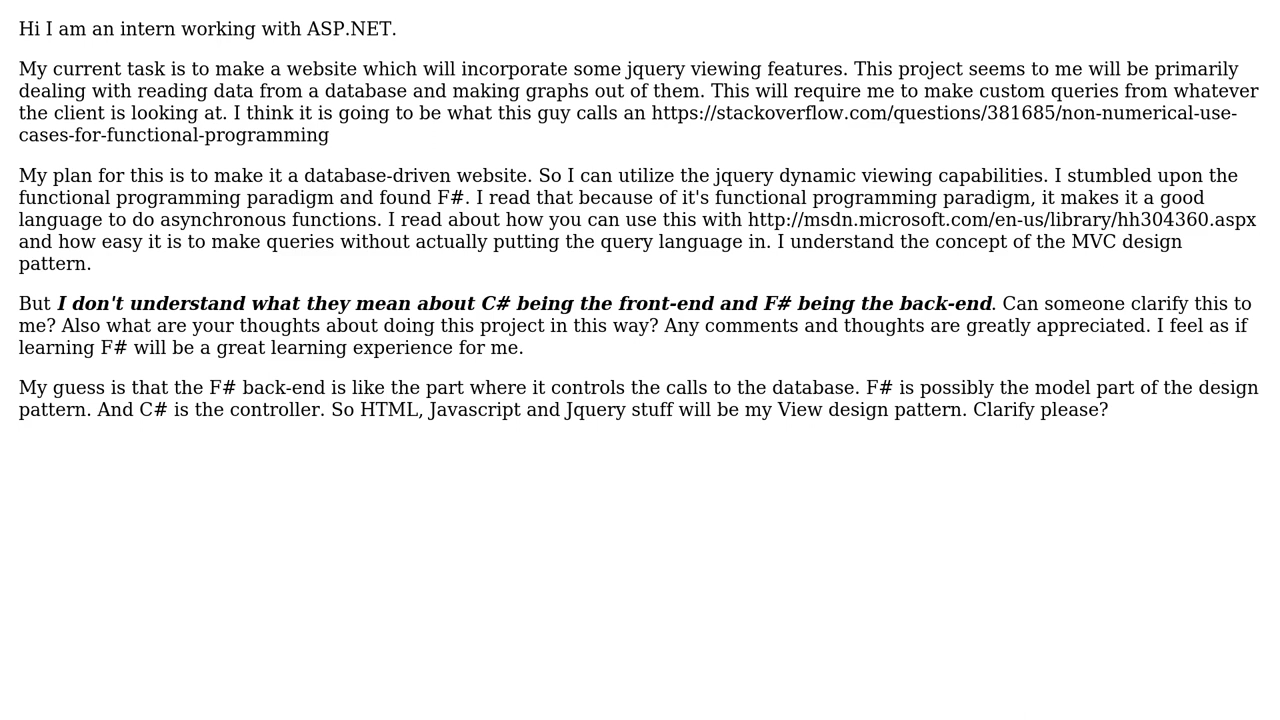 Hi I am an intern working with ASP.NET.
My current task is to make a website which will incorporate some jquery viewing features. This project seems to me will be primarily
dealing with reading data from a database and making graphs out of them. This will require me to make custom queries from whatever
the client is looking at. I think it is going to be what this guy calls an https://stackoverflow.com/questions/381685/non-numerical-use-
cases-for-functional-programming
My plan for this is to make it a database-driven website. So I can utilize the jquery dynamic viewing capabilities. I stumbled upon the
functional programming paradigm and found F#. I read that because of it's functional programming paradigm, it makes it a good
language to do asynchronous functions. I read about how you can use this with http://msdn.microsoft.com/en-us/library/hh304360.aspx
and how easy it is to make queries without actually putting the query language in. I understand the concept of the MVC design
pattern.
But I don't understand what they mean about C# being the front-end and F# being the back-end. Can someone clarify this to
me? Also what are your thoughts about doing this project in this way? Any comments and thoughts are greatly appreciated. I feel as if
learning F# will be a great learning experience for me.
My guess is that the F# back-end is like the part where it controls the calls to the database. F# is possibly the model part of the design
pattern. And C# is the controller. So HTML, Javascript and Jquery stuff will be my View design pattern. Clarify please?